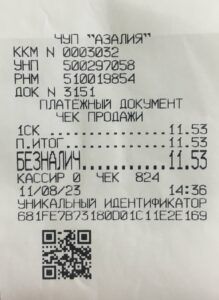 ЧУП "АЗАЛИЯ"
ККМ N 0003032
УНП 500297058
РНМ 510019854
ДОК N 3151
ПЛАТЕЖНЫЙ ДОКУМЕНТ
ЧЕК ПРОДАЖИ
1СК ...................11.53
П.ИТОГ ...............11.53
БЕЗНАЛИЧ.........11.53
КАССИР 0 ЧЕК 824
11/08/23 14:36
УНИКАЛЬНЫЙ ИДЕНТИФИКАТОР
681FE7873180D01C11E2E169